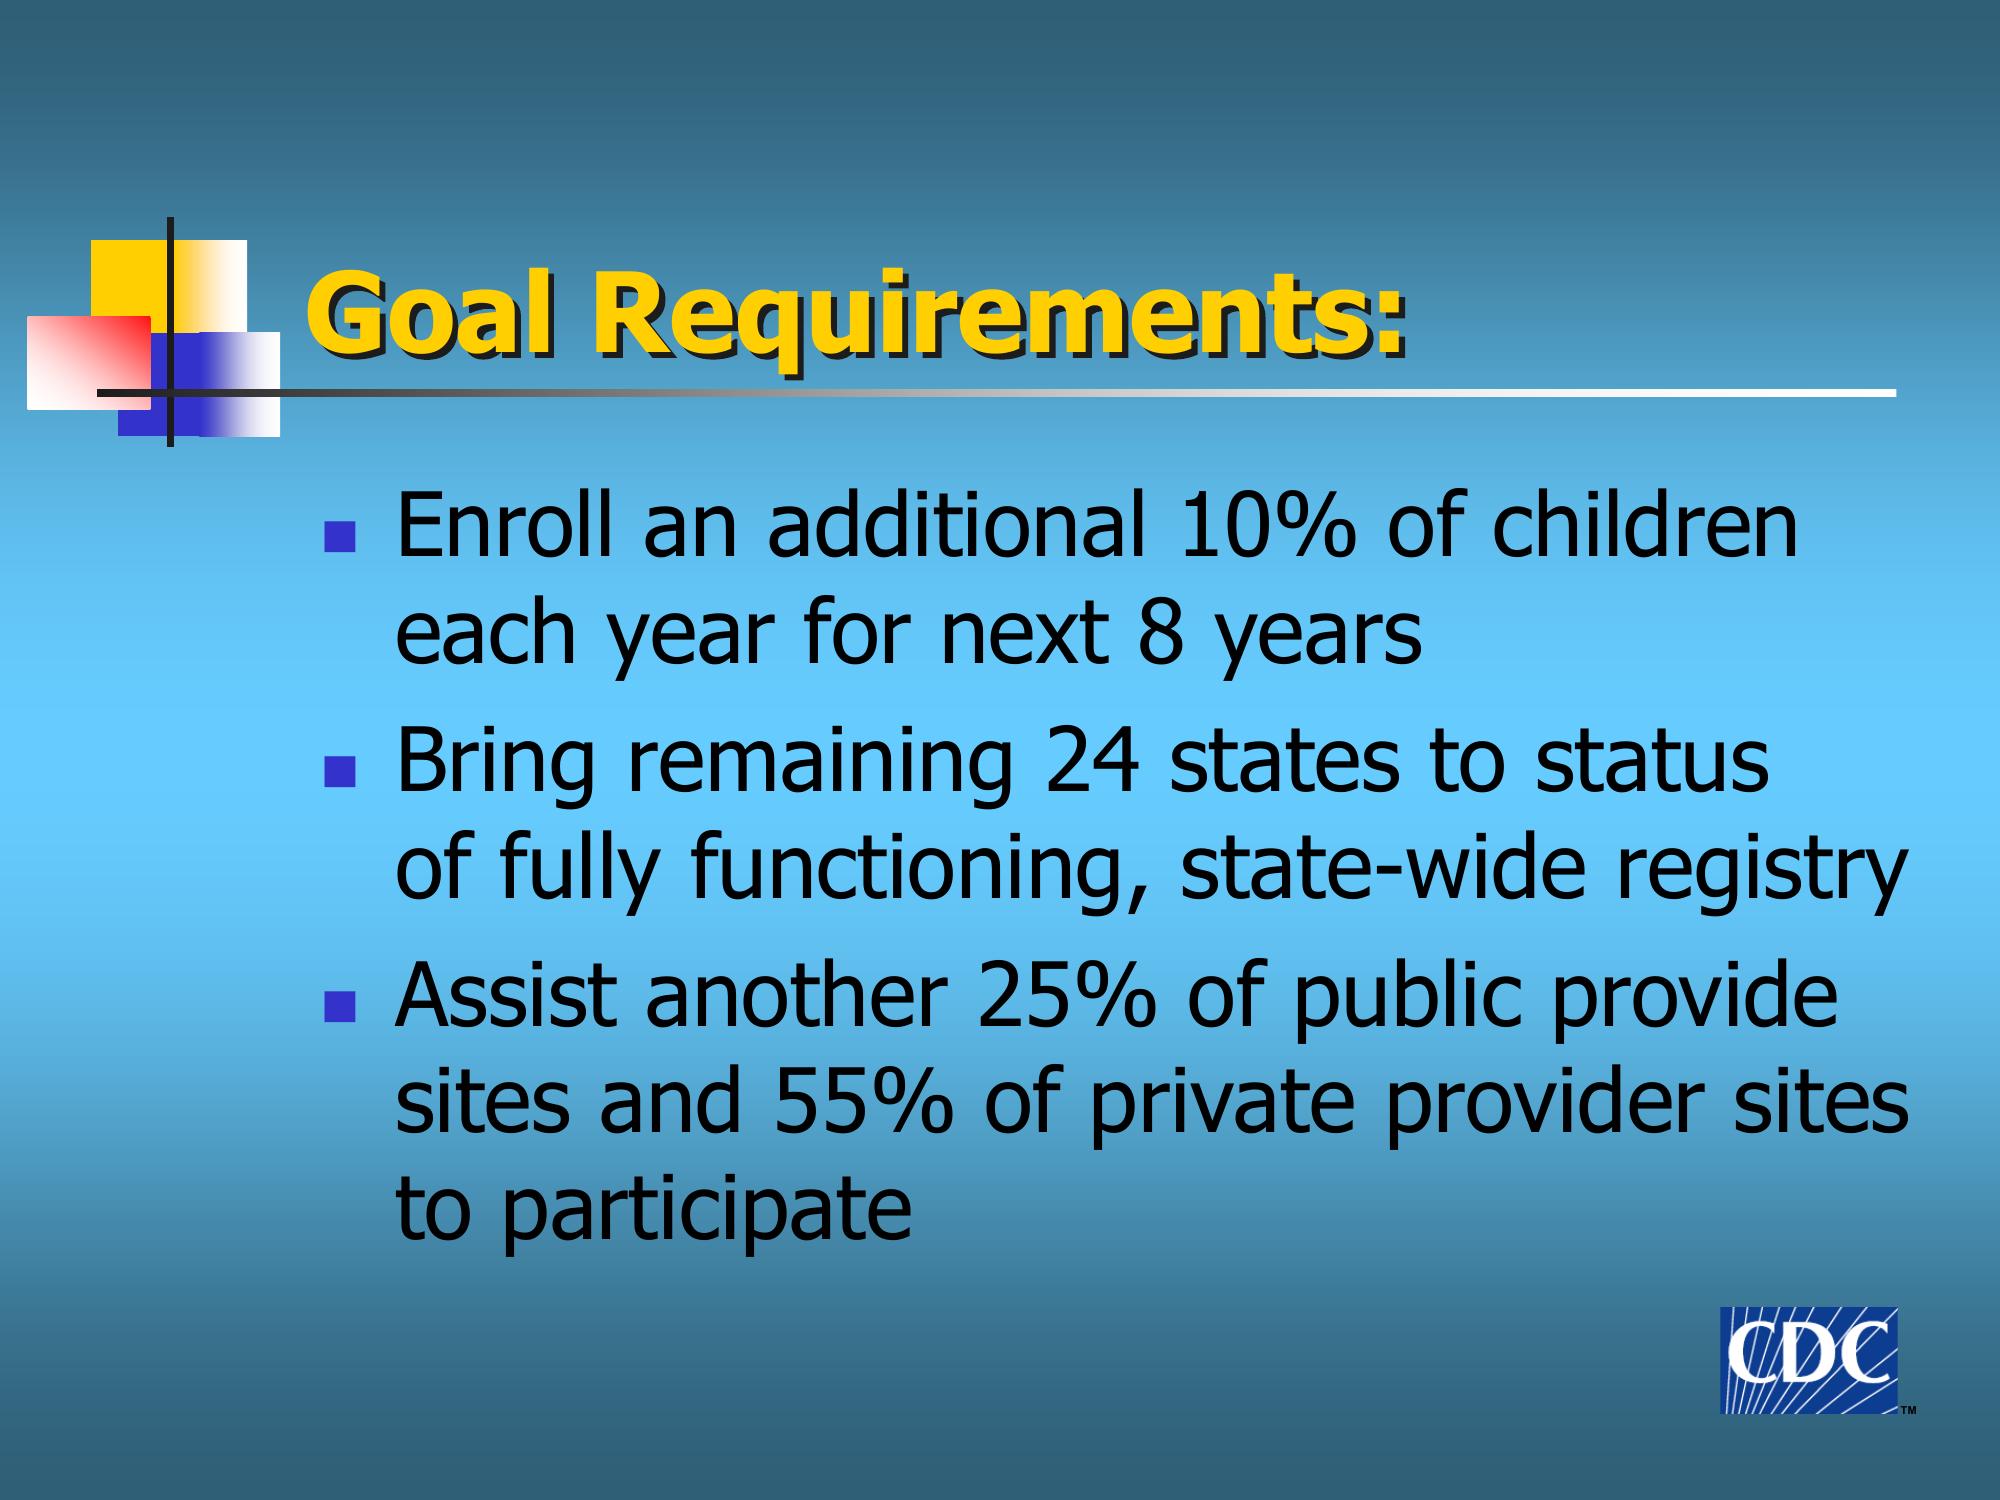 Goal Requirements:
Enroll an additional 10% of children
each year for next 8 years
Bring remaining 24 states to status
of fully functioning, state-wide registry
Assist another 25% of public provide
sites and 55% of private provider sites
to participate
CDC
TM